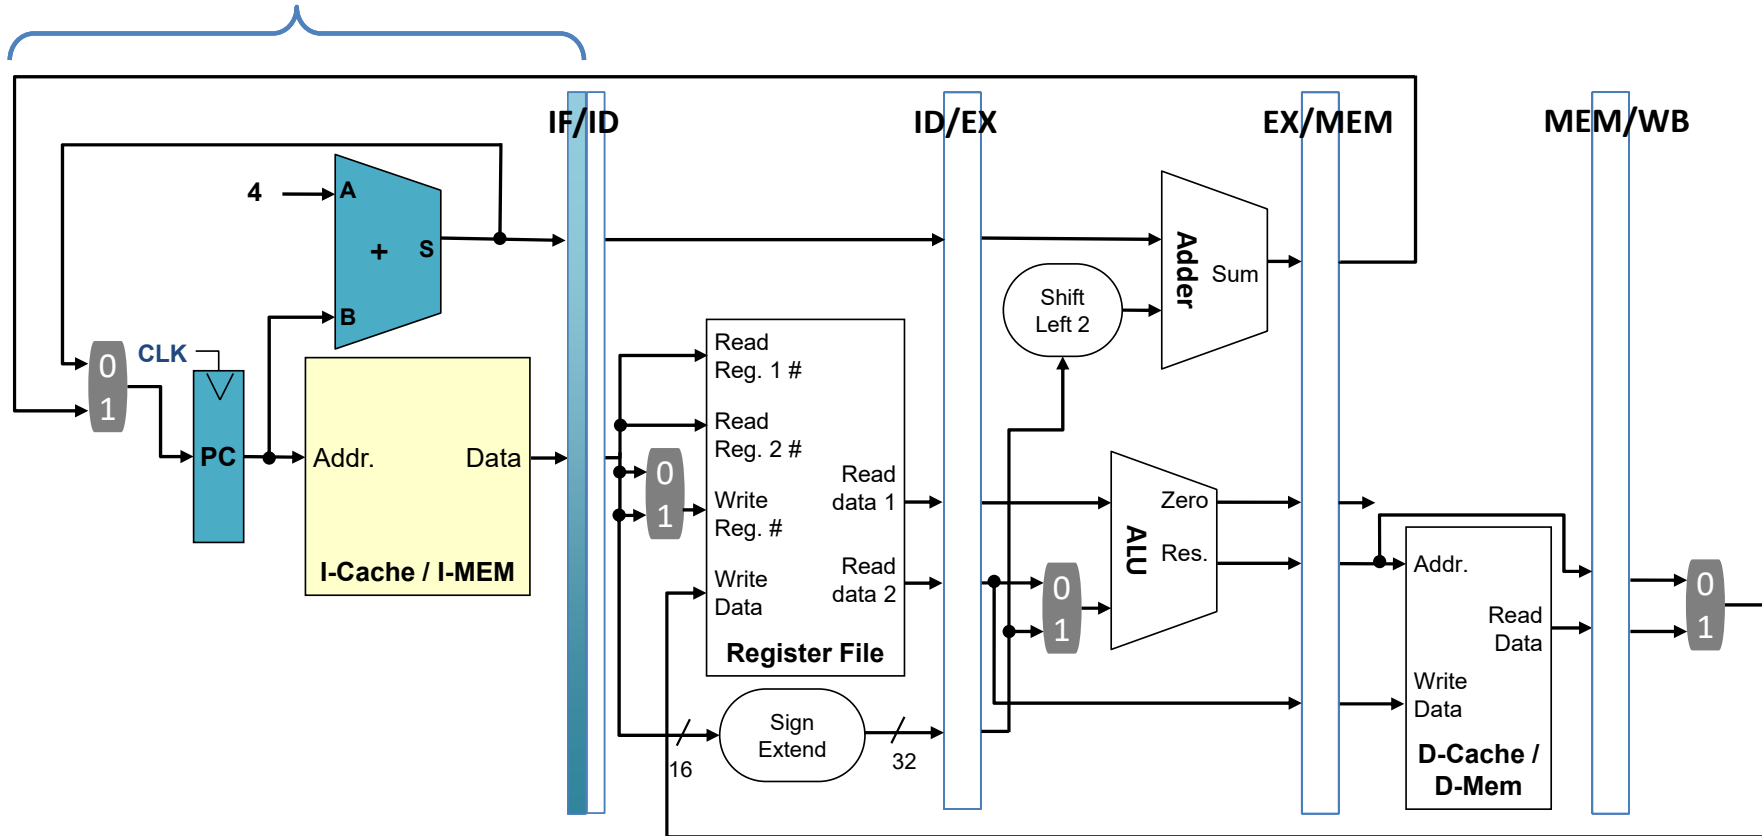 IF/ID
ID/EX
EX/MEM
MEM/WB
4
A
+
S
B
0
1
CLK
PC
Addr.
Data
I-Cache / I-MEM
Read
Reg. 1 #
Read
Reg. 2 #
0
1
Write
Reg. #
Write
Data
Read
data 1
Read
data 2
Register File
16
Sign
Extend
32
Shift
Left 2
Adder
Sum
0
1
ALU
Zero
Res.
Addr.
Read
Data
Write
Data
D-Cache /
D-Mem
0
1